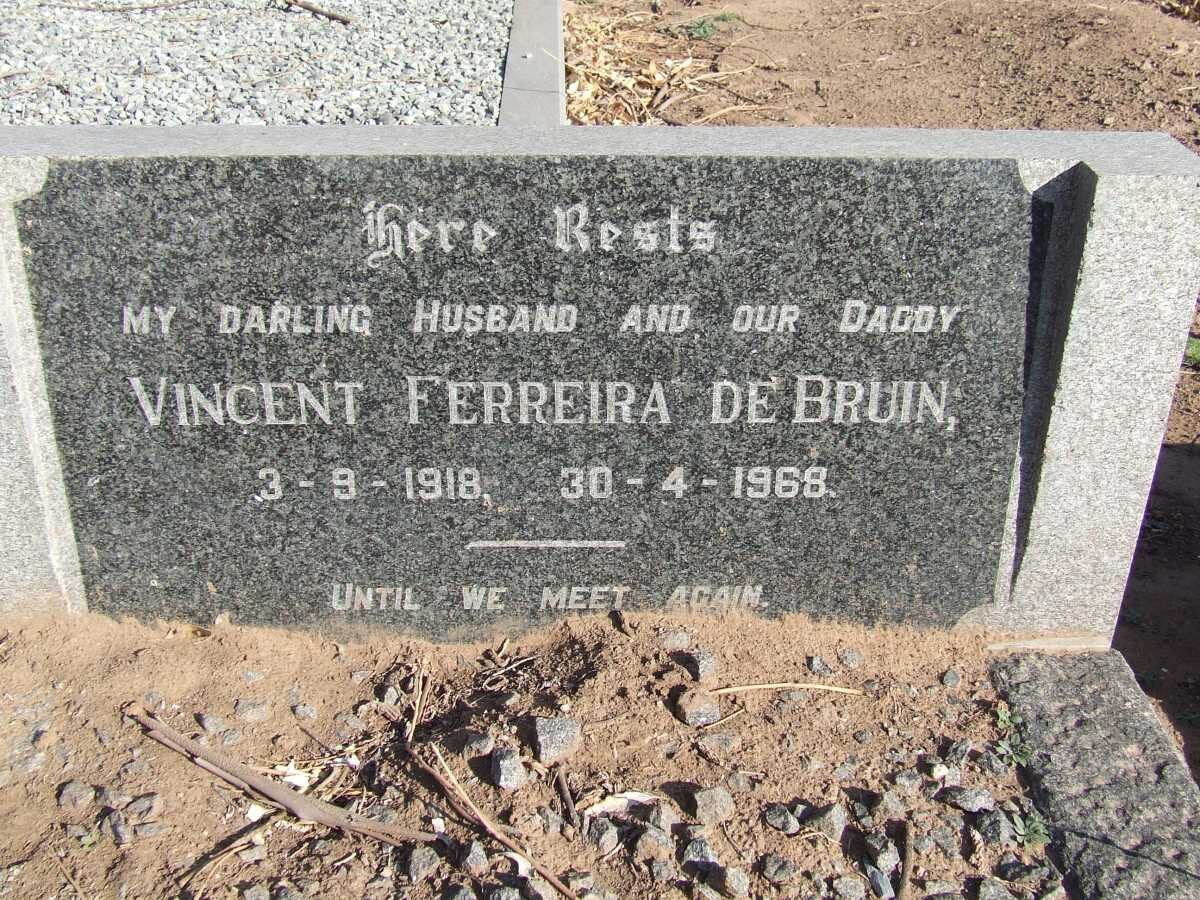 Here Rests
MY DARLING HUSBAND AND OUR DADDY
VINCENT FERREIRA DE BRUIN,
3-9-1918 30-4-1968.
UNTIL WE MEET AGAIN.